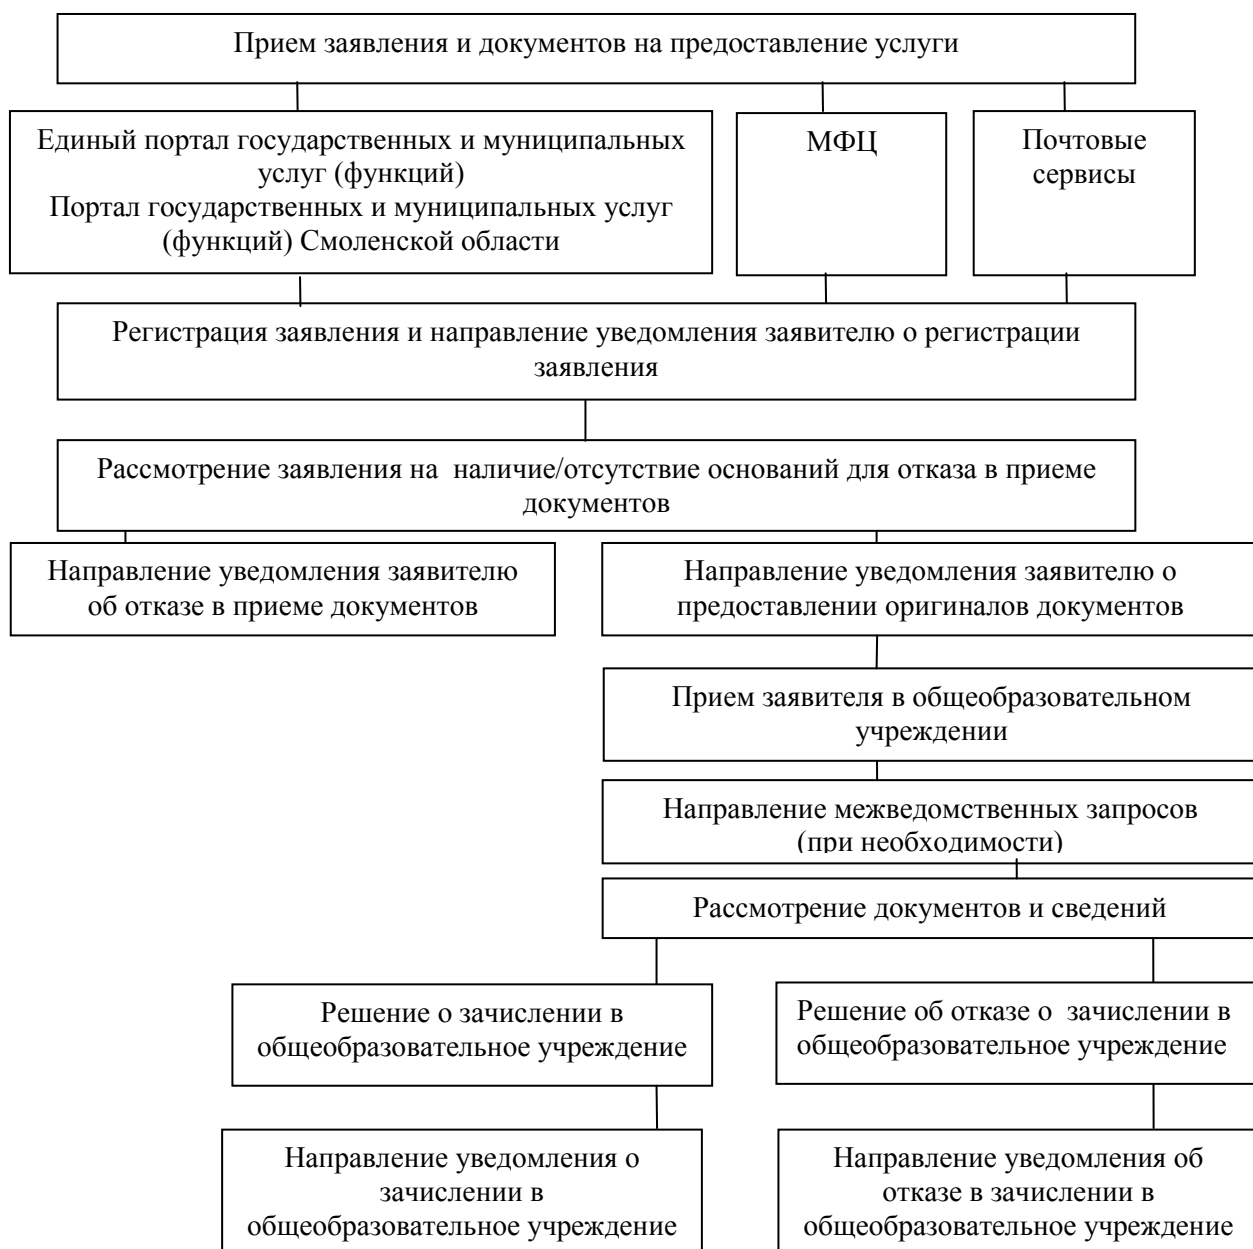 Прием заявления и документов на предоставление услуги
Единый портал государственных и муниципальных
услуг (функций)
Портал государственных и муниципальных услуг
(функций) Смоленской области
МФЦ
Почтовые
сервисы
Регистрация заявления и направление уведомления заявителю о регистрации
заявления
Рассмотрение заявления на наличие/отсутствие оснований для отказа в приеме
документов
Направление уведомления заявителю
об отказе в приеме документов
Направление уведомления заявителю о
предоставлении оригиналов документов
Прием заявителя в общеобразовательном
учреждении
Направление межведомственных запросов
(при необходимости)
Рассмотрение документов и сведений
Решение о зачислении в
общеобразовательное учреждение
Решение об отказе о зачислении в
общеобразовательное учреждение
Направление уведомления о
зачислении в
общеобразовательное учреждение
Направление уведомления об
отказе в зачислении в
общеобразовательное учреждение